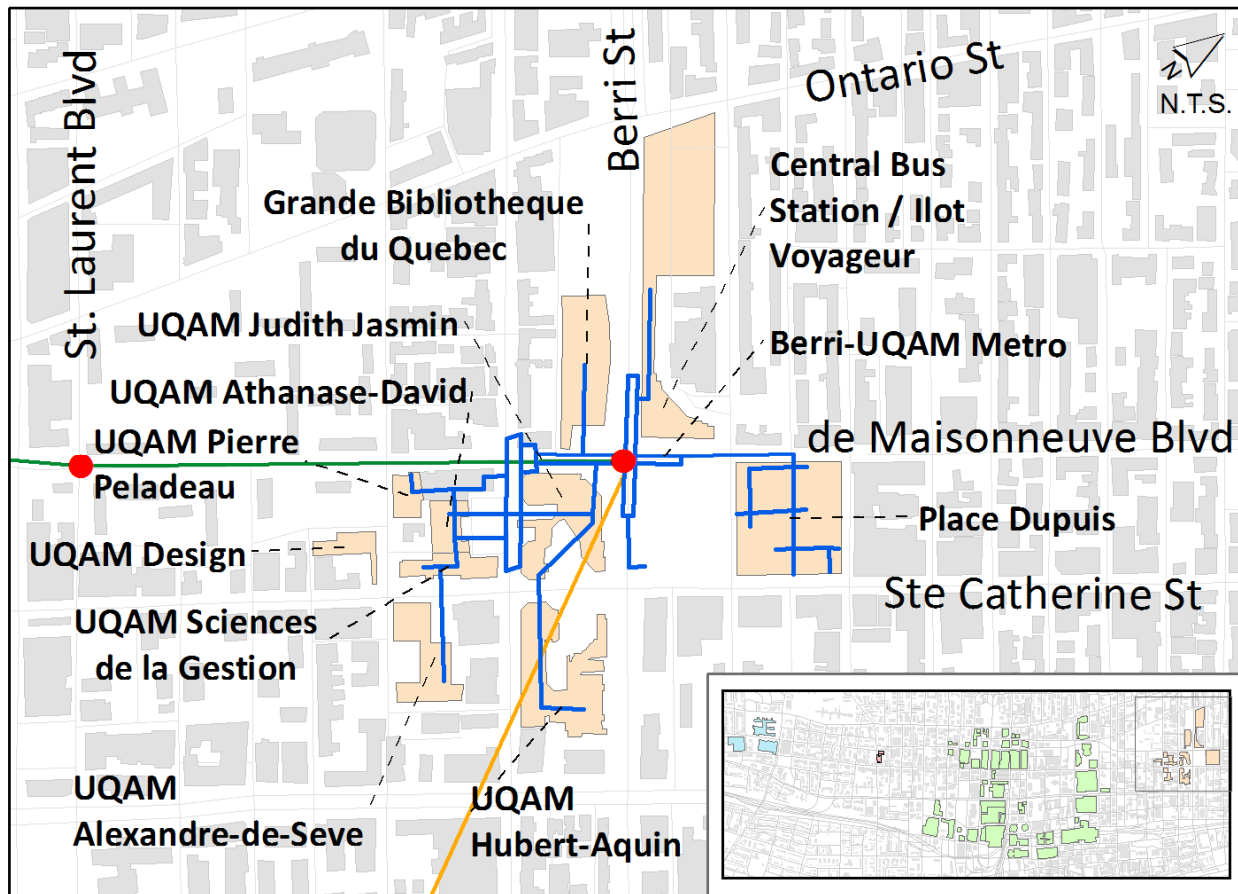 St. Laurent Blvd
Berri St
Ontario St
N
N.T.S.
Grande Bibliotheque
du Quebec
Central Bus
Station / Ilot
Voyageur
UQAM Judith Jasmin
Berri-UQAM Metro
UQAM Athanase-David
UQAM Pierre
Peladeau
de Maisonneuve Blvd
UQAM Design
Place Dupuis
Ste Catherine St
UQAM Sciences
de la Gestion
UQAM
Alexandre-de-Seve
UQAM
Hubert-Aquin